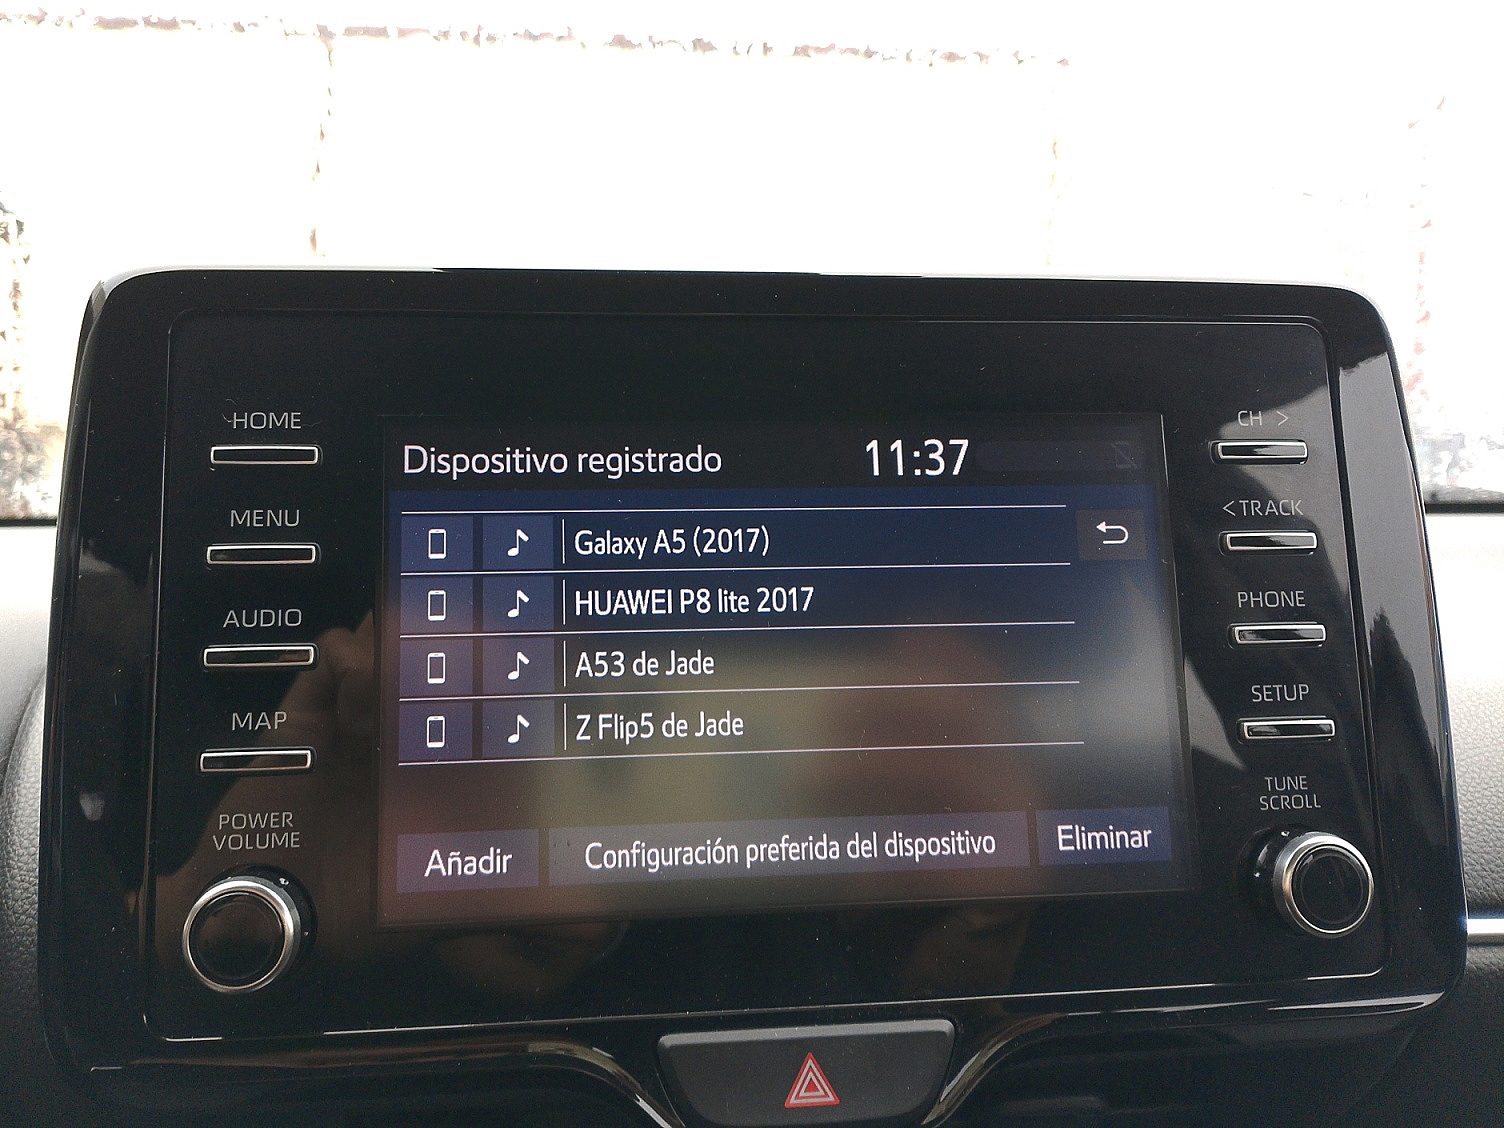 HOME
MENU
AUDIO
MAP
POWER
VOLUME
Dispositivo registrado
11:37
Galaxy A5 (2017)
HUAWEI P8 lite 2017
A53 de Jade
Z Flip5 de Jade
Añadir
Configuración preferida del dispositivo
Eliminar
CH >
< TRACK
PHONE
SETUP
TUNE
SCROLL